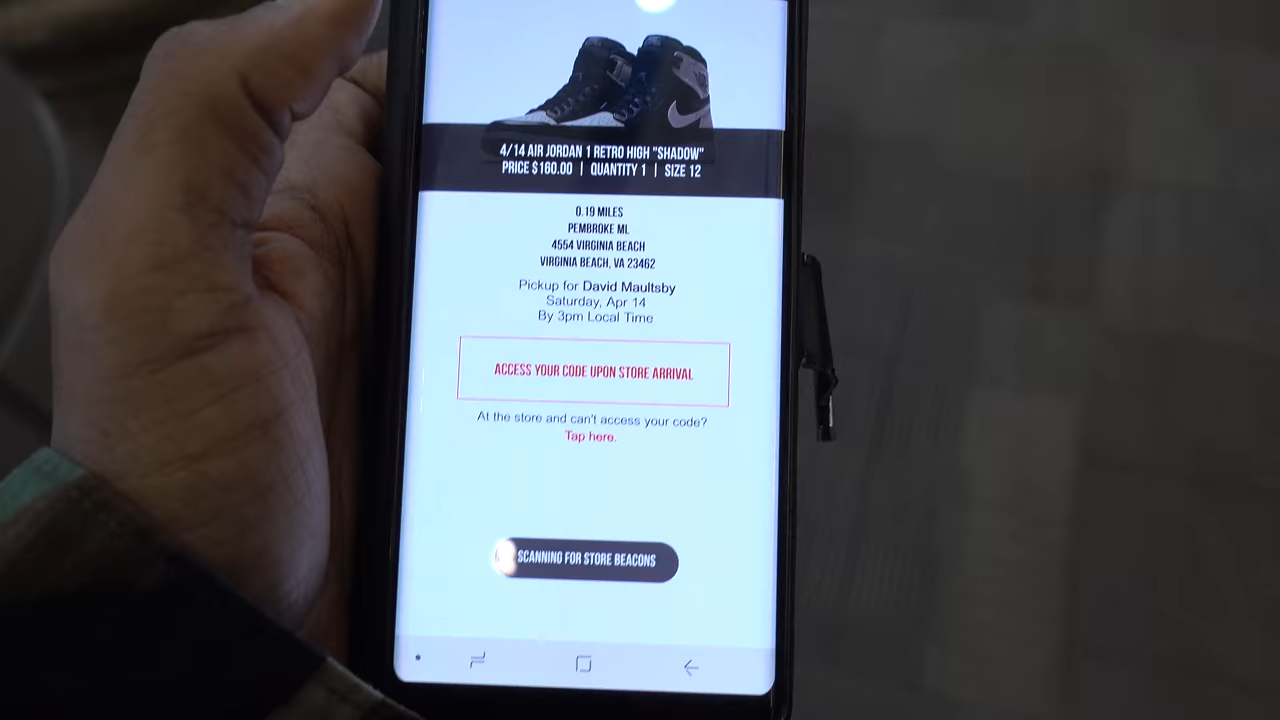 4/14 AIR JORDAN 1 RETRO HIGH "SHADOW"
PRICE $160.00 | QUANTITY 1 | SIZE 12
0.19 MILES
PEMBROKE ML
4554 VIRGINIA BEACH
VIRGINIA BEACH, VA 23462
Pickup for David Maultsby
Saturday, Apr 14
By 3pm Local Time
ACCESS YOUR CODE UPON STORE ARRIVAL
At the store and can't access your code?
Tap here.
SCANNING FOR STORE BEACONS